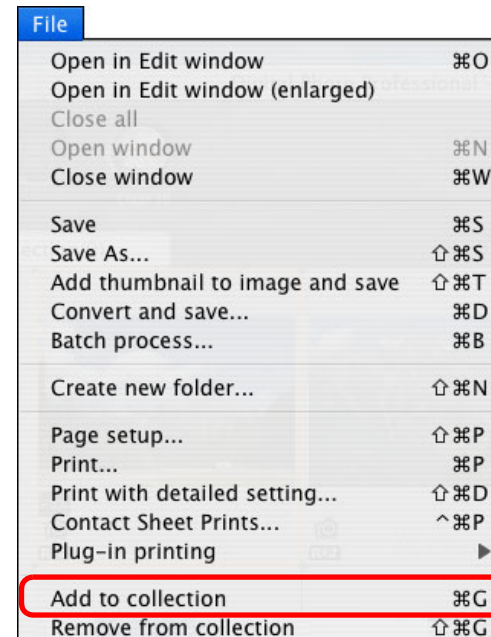 File
Open in Edit window ⌘O
Open in Edit window (enlarged)
Close all
Open window ⌘N
Close window ⌘W
Save ⌘S
Save As... ⇧⌘S
Add thumbnail to image and save ⇧⌘T
Convert and save... ⌘D
Batch process... ⌘B
Create new folder... ⇧⌘N
Page setup... ⇧⌘P
Print... ⌘P
Print with detailed setting... ⇧⌘D
Contact Sheet Prints... ^⌘P
Plug-in printing ▶
Add to collection ⌘G
Remove from collection ⇧⌘G